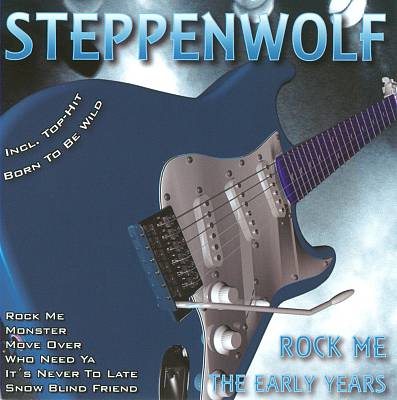 STEPPENWOLF
INCL. TOP-HIT
BORN TO BE WILD
ROCK ME
MONSTER
MOVE OVER
WHO NEED YA
IT´S NEVER TO LATE
SNOW BLIND FRIEND
ROCK ME
THE EARLY YEARS